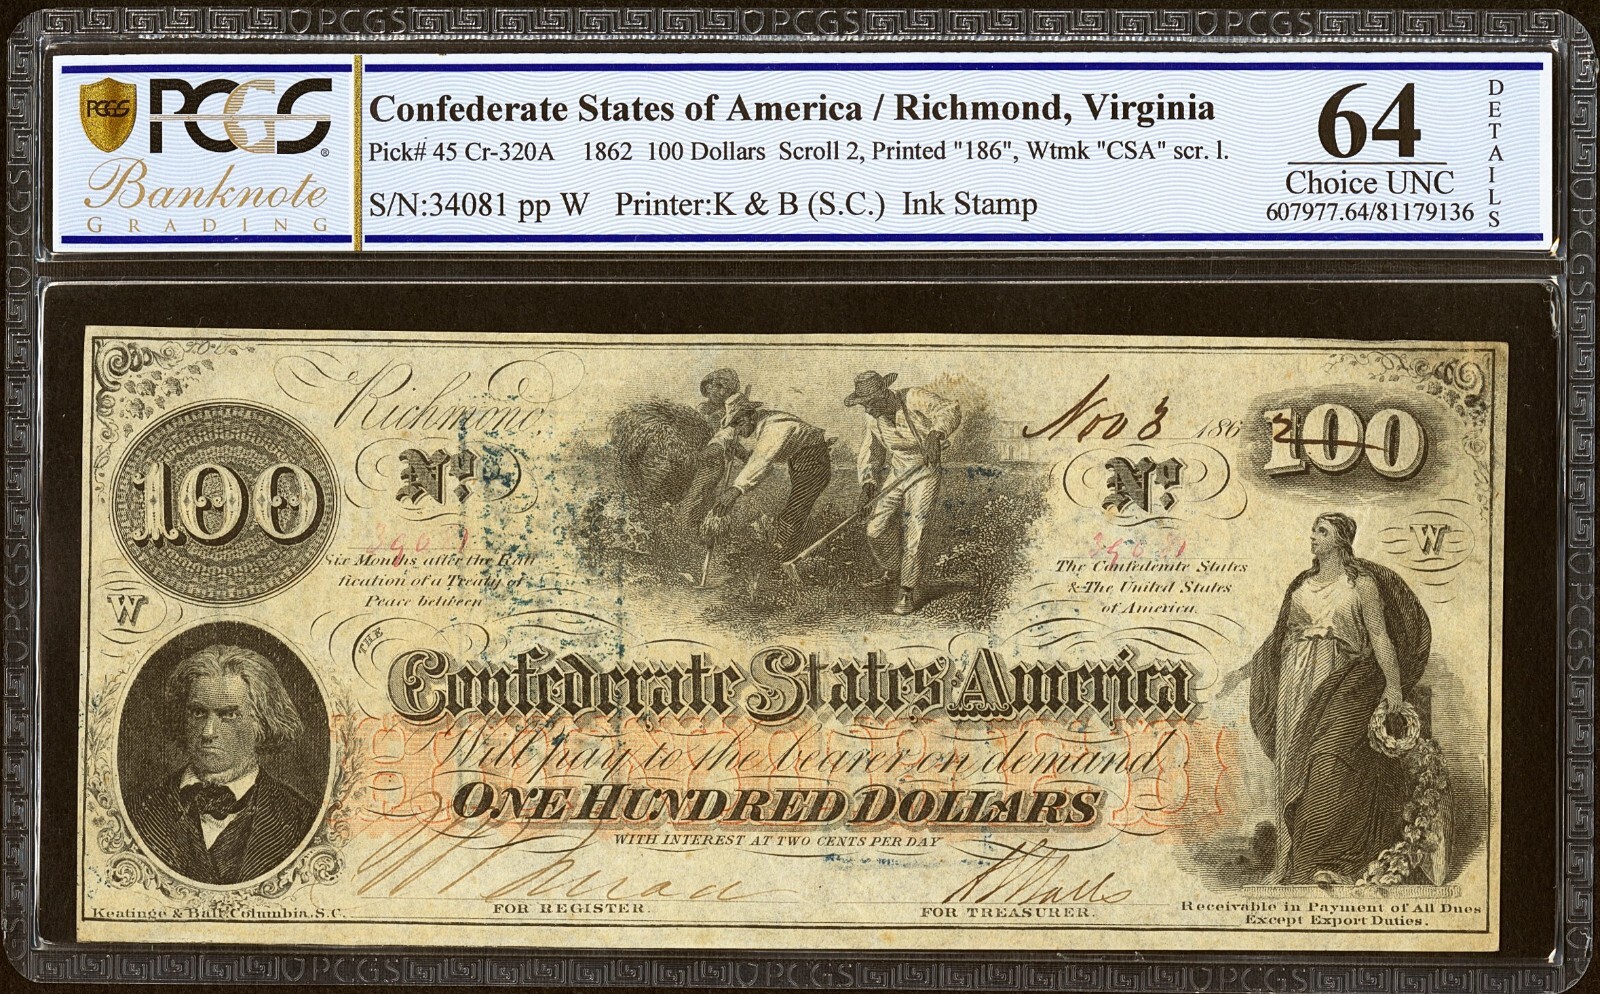 PCGS
PCGS
Banknote
GRADING
Confederate States of America / Richmond, Virginia
Pick# 45 Cr-320A 1862 100 Dollars Scroll 2, Printed "186", Wtmk "CSA" scr. l.
S/N:34081 pp W Printer:K & B (S.C.) Ink Stamp
64
Choice UNC
607977.64/81179136
DETAILS
Richmond,
Nov 3 1862
100
100
No.
No.
Six Months after the Rati
fication of a Treaty of
Peace between
The Confederate States
& The United States
of America.
W
W
THE
Confederate States America
Will pay to the bearer on demand
ONE HUNDRED DOLLARS
WITH INTEREST AT TWO CENTS PER DAY
FOR REGISTER.
FOR TREASURER.
Keatinge & Ball, Columbia, S.C.
Receivable in Payment of All Dues
Except Export Duties.